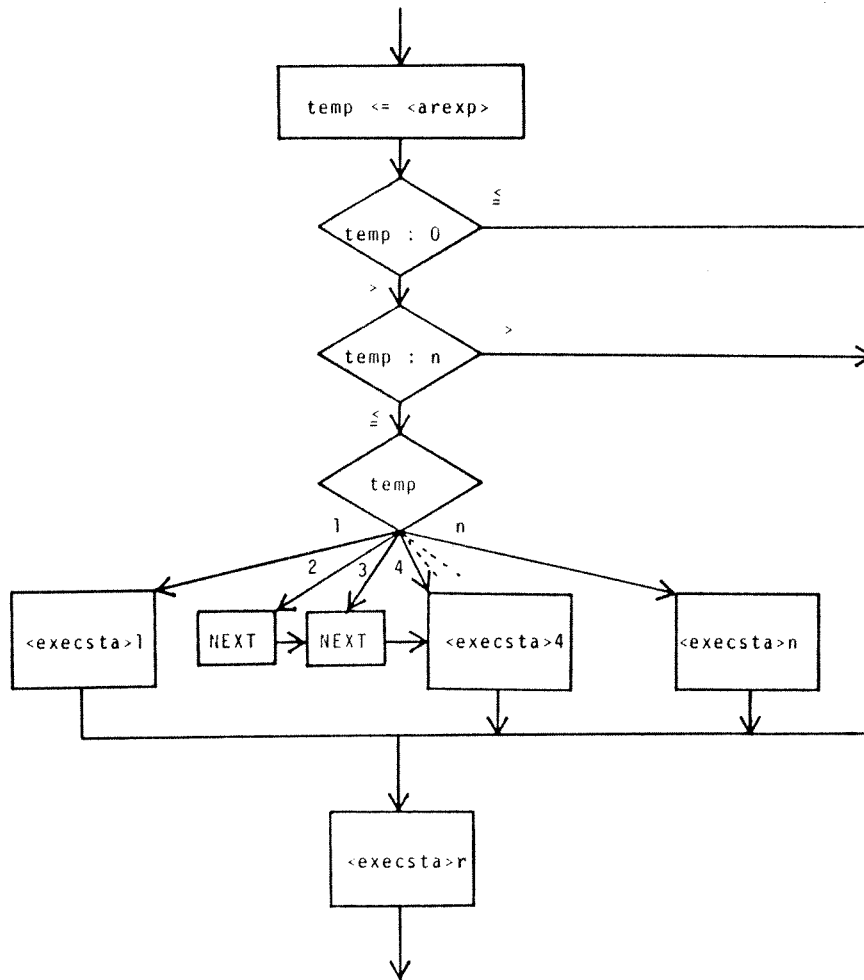 temp <= <arexp>
≦
temp : 0
>
>
temp : n
≦
temp
1 n
2 3 4
<execsta>1 NEXT NEXT <execsta>4 <execsta>n
<execsta>r